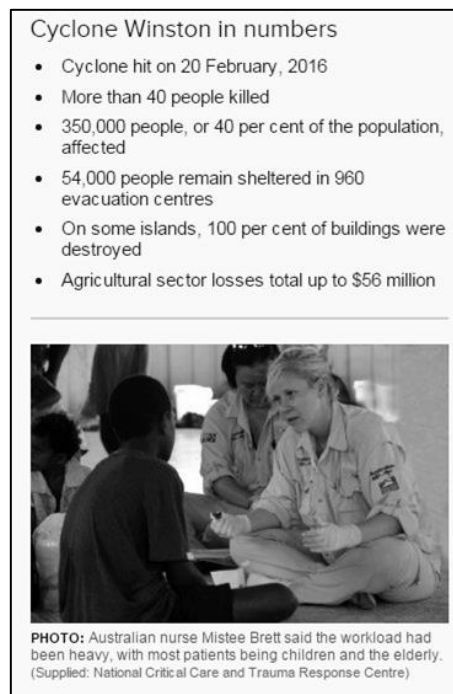 Cyclone Winston in numbers
• Cyclone hit on 20 February, 2016
• More than 40 people killed
• 350,000 people, or 40 per cent of the population,
affected
• 54,000 people remain sheltered in 960
evacuation centres
• On some islands, 100 per cent of buildings were
destroyed
• Agricultural sector losses total up to $56 million
PHOTO: Australian nurse Mistee Brett said the workload had
been heavy, with most patients being children and the elderly.
(Supplied: National Critical Care and Trauma Response Centre)